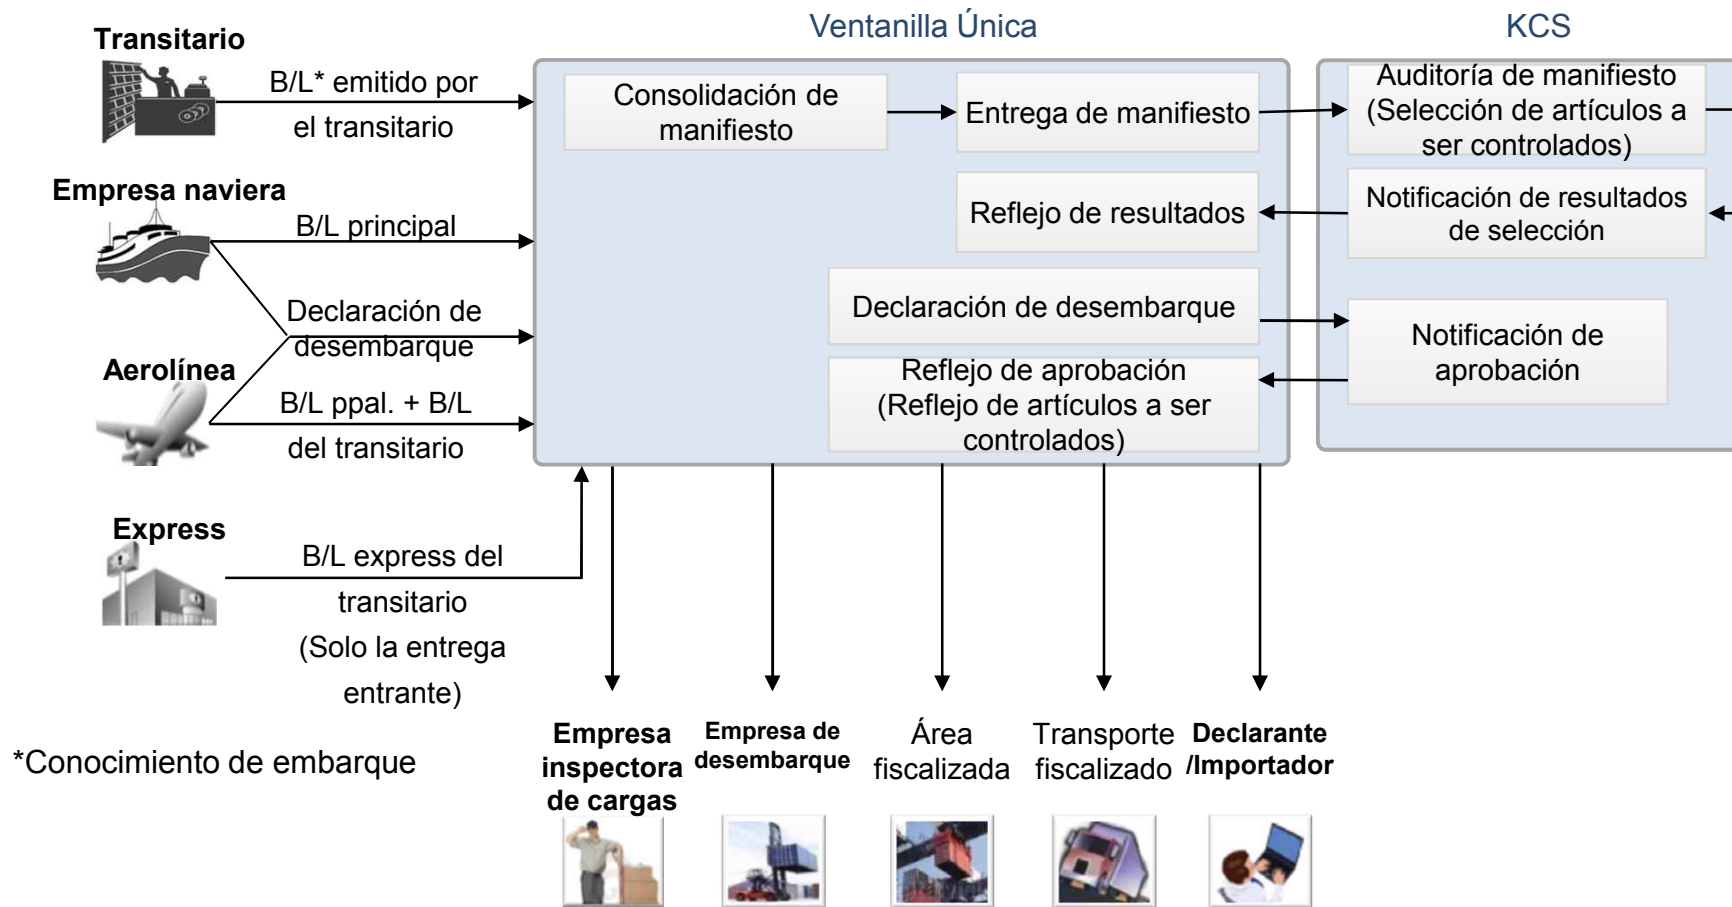 Ventanilla Única
KCS
Transitario
B/L* emitido por
el transitario
Empresa naviera
B/L principal
Declaración de
desembarque
Aerolínea
B/L ppal. + B/L
del transitario
Express
B/L express del
transitario
(Solo la entrega
entrante)
*Conocimiento de embarque
Consolidación de
manifiesto
Entrega de manifiesto
Auditoría de manifiesto
(Selección de artículos a
ser controlados)
Reflejo de resultados
Notificación de resultados
de selección
Declaración de desembarque
Notificación de
aprobación
Reflejo de aprobación
(Reflejo de artículos a ser
controlados)
Empresa
inspectora
de cargas
Empresa de
desembarque
Área
fiscalizada
Transporte
fiscalizado
Declarante
/Importador